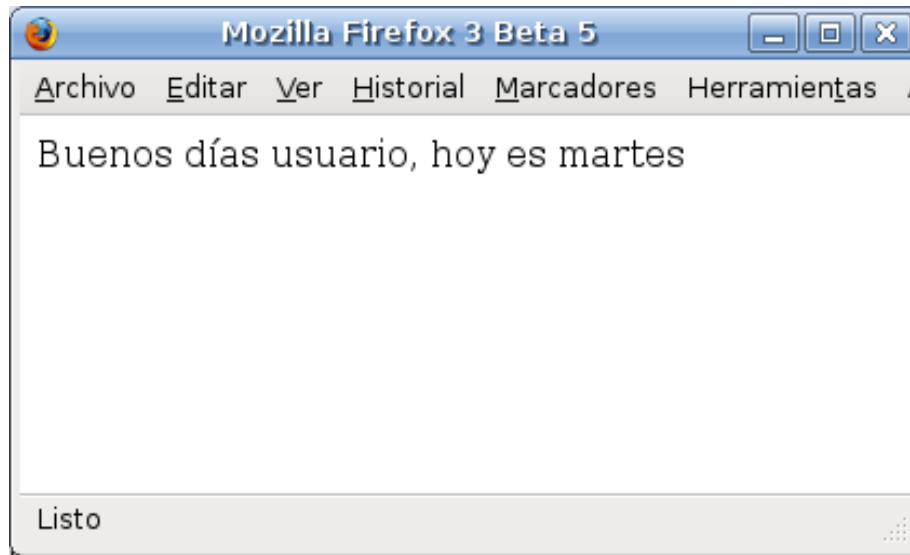 Mozilla Firefox 3 Beta 5
Archivo Editar Ver Historial Marcadores Herramientas
Buenos días usuario, hoy es martes
Listo